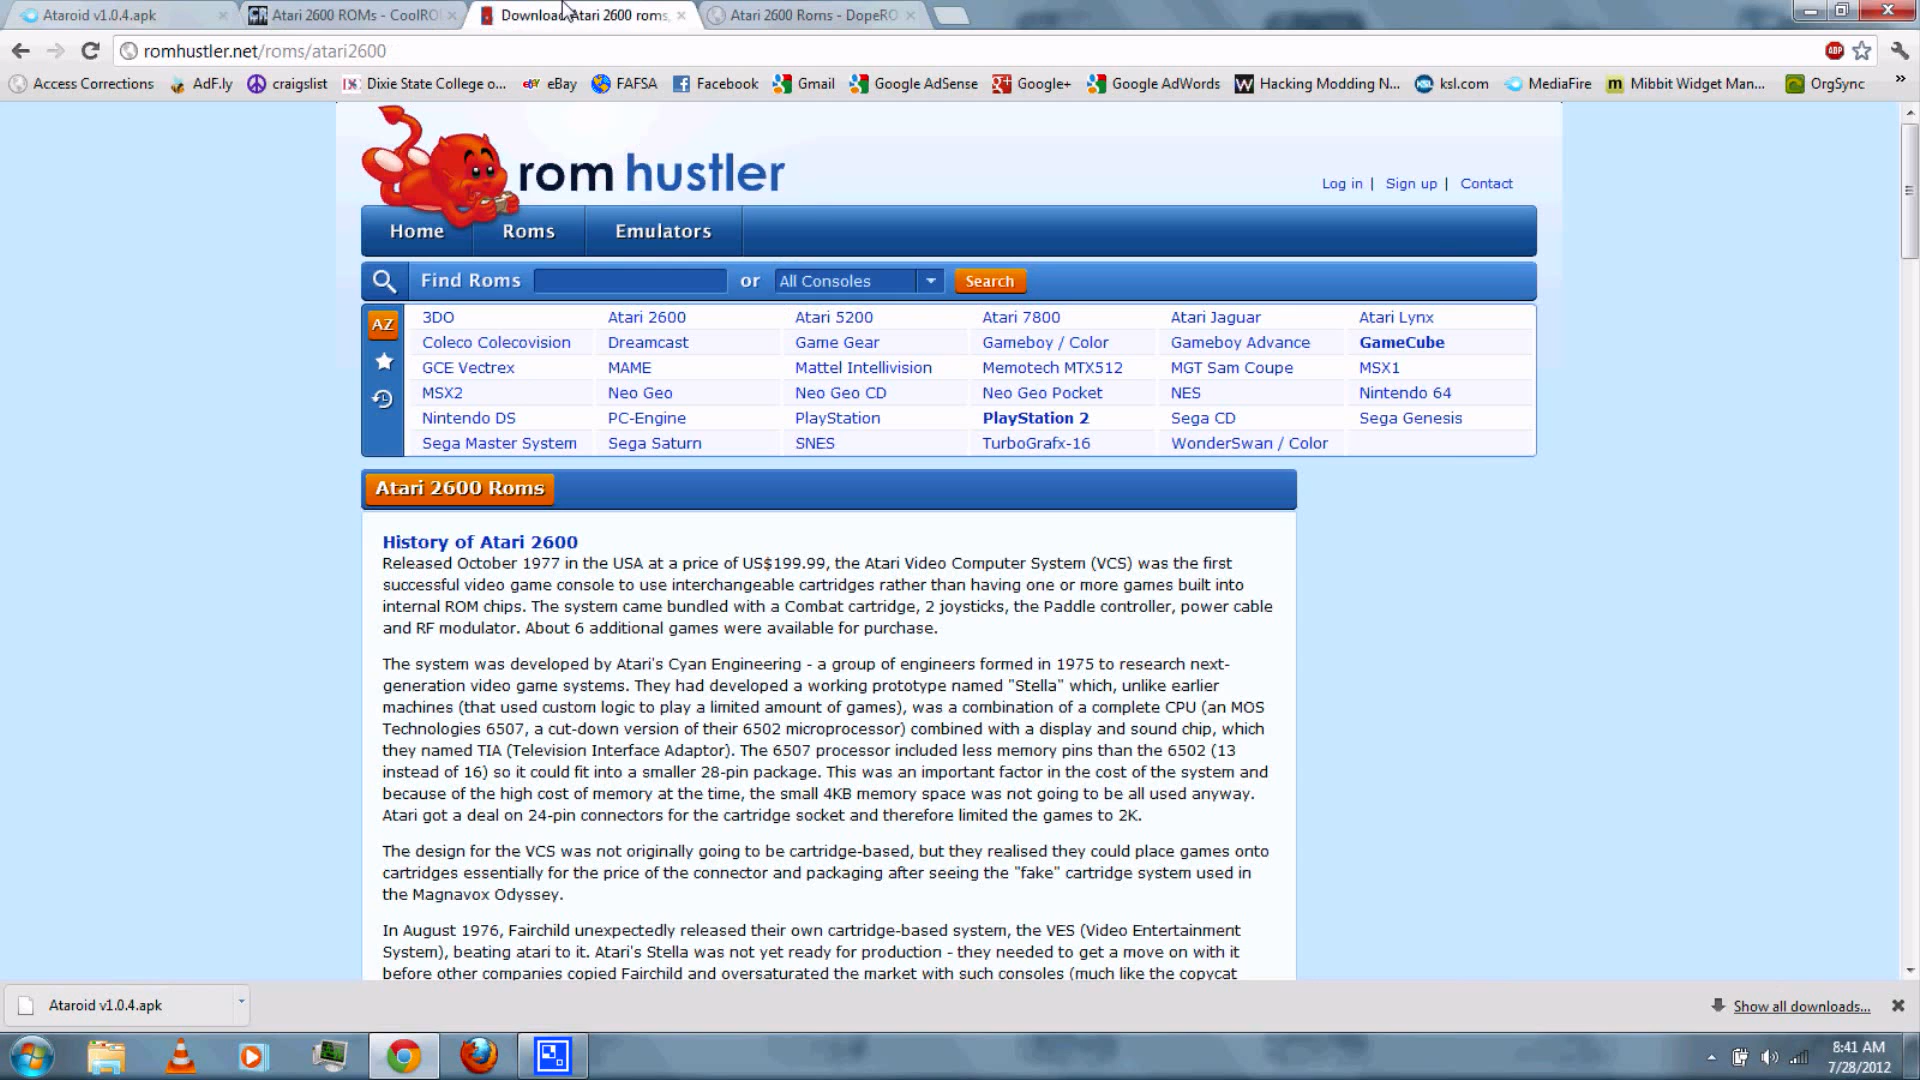 Ataroid v1.0.4.apk
Atari 2600 ROMs - CoolRO
Download Atari 2600 roms,
Atari 2600 Roms - DopeRO
romhustler.net/roms/atari2600
ABP
Access Corrections
AdF.ly
craigslist
Dixie State College o...
eBay
FAFSA
Facebook
Gmail
Google AdSense
Google+
Google AdWords
Hacking Modding N...
ksl.com
MediaFire
Mibbit Widget Man...
OrgSync
»
rom hustler
Log in | Sign up | Contact
Home Roms Emulators
Find Roms or All Consoles Search
AZ
3DO Atari 2600 Atari 5200 Atari 7800 Atari Jaguar Atari Lynx
Coleco Colecovision Dreamcast Game Gear Gameboy / Color Gameboy Advance GameCube
GCE Vectrex MAME Mattel Intellivision Memotech MTX512 MGT Sam Coupe MSX1
MSX2 Neo Geo Neo Geo CD Neo Geo Pocket NES Nintendo 64
Nintendo DS PC-Engine PlayStation PlayStation 2 Sega CD Sega Genesis
Sega Master System Sega Saturn SNES TurboGrafx-16 WonderSwan / Color
Atari 2600 Roms
History of Atari 2600
Released October 1977 in the USA at a price of US$199.99, the Atari Video Computer System (VCS) was the first
successful video game console to use interchangeable cartridges rather than having one or more games built into
internal ROM chips. The system came bundled with a Combat cartridge, 2 joysticks, the Paddle controller, power cable
and RF modulator. About 6 additional games were available for purchase.
The system was developed by Atari's Cyan Engineering - a group of engineers formed in 1975 to research next-
generation video game systems. They had developed a working prototype named "Stella" which, unlike earlier
machines (that used custom logic to play a limited amount of games), was a combination of a complete CPU (an MOS
Technologies 6507, a cut-down version of their 6502 microprocessor) combined with a display and sound chip, which
they named TIA (Television Interface Adaptor). The 6507 processor included less memory pins than the 6502 (13
instead of 16) so it could fit into a smaller 28-pin package. This was an important factor in the cost of the system and
because of the high cost of memory at the time, the small 4KB memory space was not going to be all used anyway.
Atari got a deal on 24-pin connectors for the cartridge socket and therefore limited the games to 2K.
The design for the VCS was not originally going to be cartridge-based, but they realised they could place games onto
cartridges essentially for the price of the connector and packaging after seeing the "fake" cartridge system used in
the Magnavox Odyssey.
In August 1976, Fairchild unexpectedly released their own cartridge-based system, the VES (Video Entertainment
System), beating atari to it. Atari's Stella was not yet ready for production - they needed to get a move on with it
before other companies copied Fairchild and oversaturated the market with such consoles (much like the copycat
Ataroid v1.0.4.apk
Show all downloads...
8:41 AM
7/28/2012